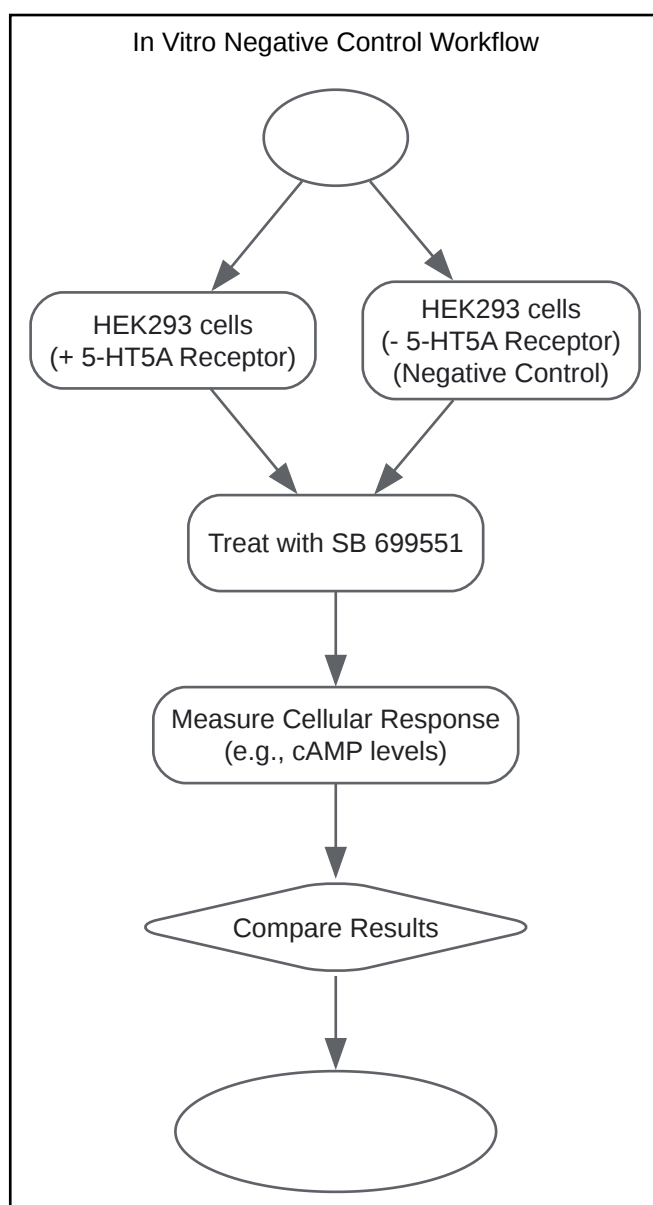 In Vitro Negative Control Workflow
HEK293 cells
(+ 5-HT5A Receptor)
HEK293 cells
(- 5-HT5A Receptor)
(Negative Control)
Treat with SB 699551
Measure Cellular Response
(e.g., cAMP levels)
Compare Results